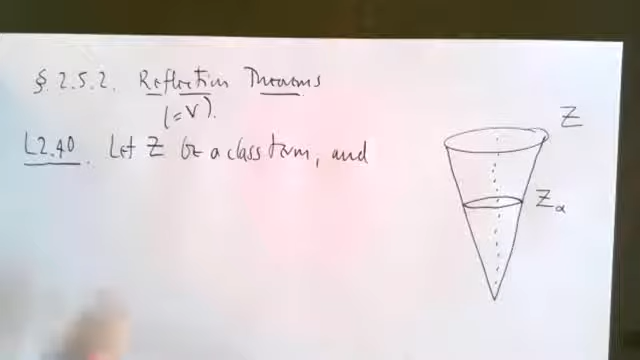 § 2.5.2. Reflection Theorems
(=V).
L2.40. Let Z be a class term, and
Z
Zα